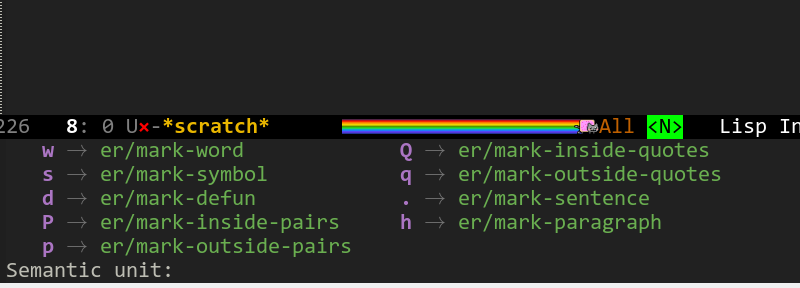 226 8: 0 U×-*scratch* All <N> Lisp In
w → er/mark-word Q → er/mark-inside-quotes
s → er/mark-symbol q → er/mark-outside-quotes
d → er/mark-defun . → er/mark-sentence
P → er/mark-inside-pairs h → er/mark-paragraph
p → er/mark-outside-pairs
Semantic unit: